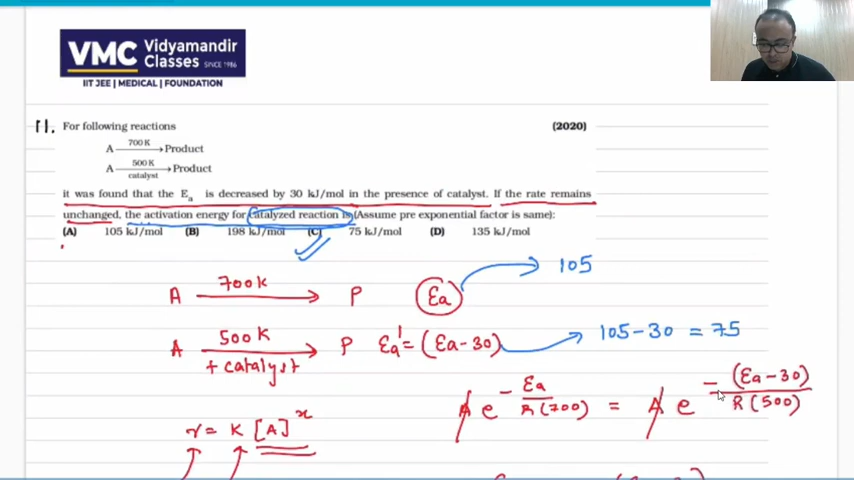 VMC Vidyamandir Classes SINCE 1986
IIT JEE | MEDICAL | FOUNDATION
11. For following reactions (2020)
A 700 K → Product
A 500 K catalyst → Product
it was found that the Ea is decreased by 30 kJ/mol in the presence of catalyst. If the rate remains
unchanged, the activation energy for catalyzed reaction is (Assume pre exponential factor is same):
(A) 105 kJ/mol (B) 198 kJ/mol (C) 75 kJ/mol (D) 135 kJ/mol
A 700K → P Ea → 105
A 500K + catalyst → P Ea' = (Ea-30) → 105-30 = 75
A e^- Ea/R(700) = A e^- (Ea-30)/R(500)
r = K [A]^x